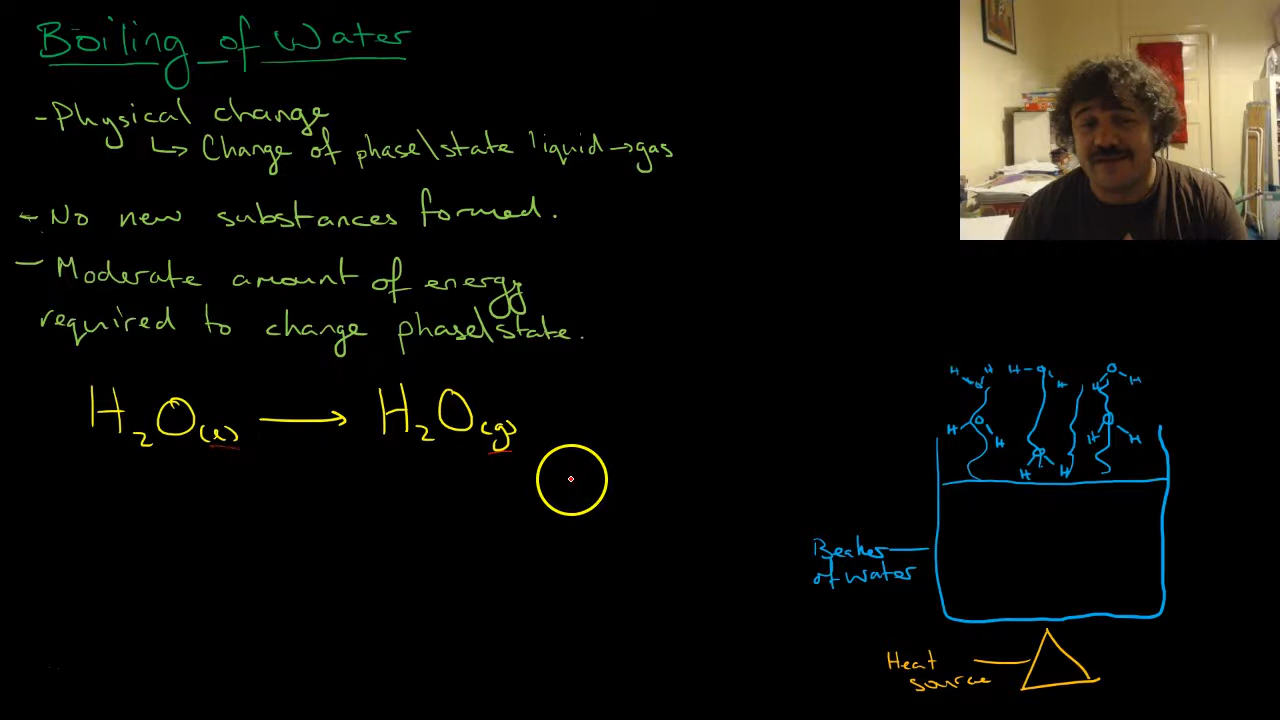 Boiling of Water
- Physical change
↳ Change of phase\state liquid → gas
- No new substances formed.
- Moderate amount of energy
required to change phase\state.
H2O(l) → H2O(g)
H H
H - O
H
O
H
H
O
H
O
H
H
O
H
O
H
H
Beaker
of water
Heat
source